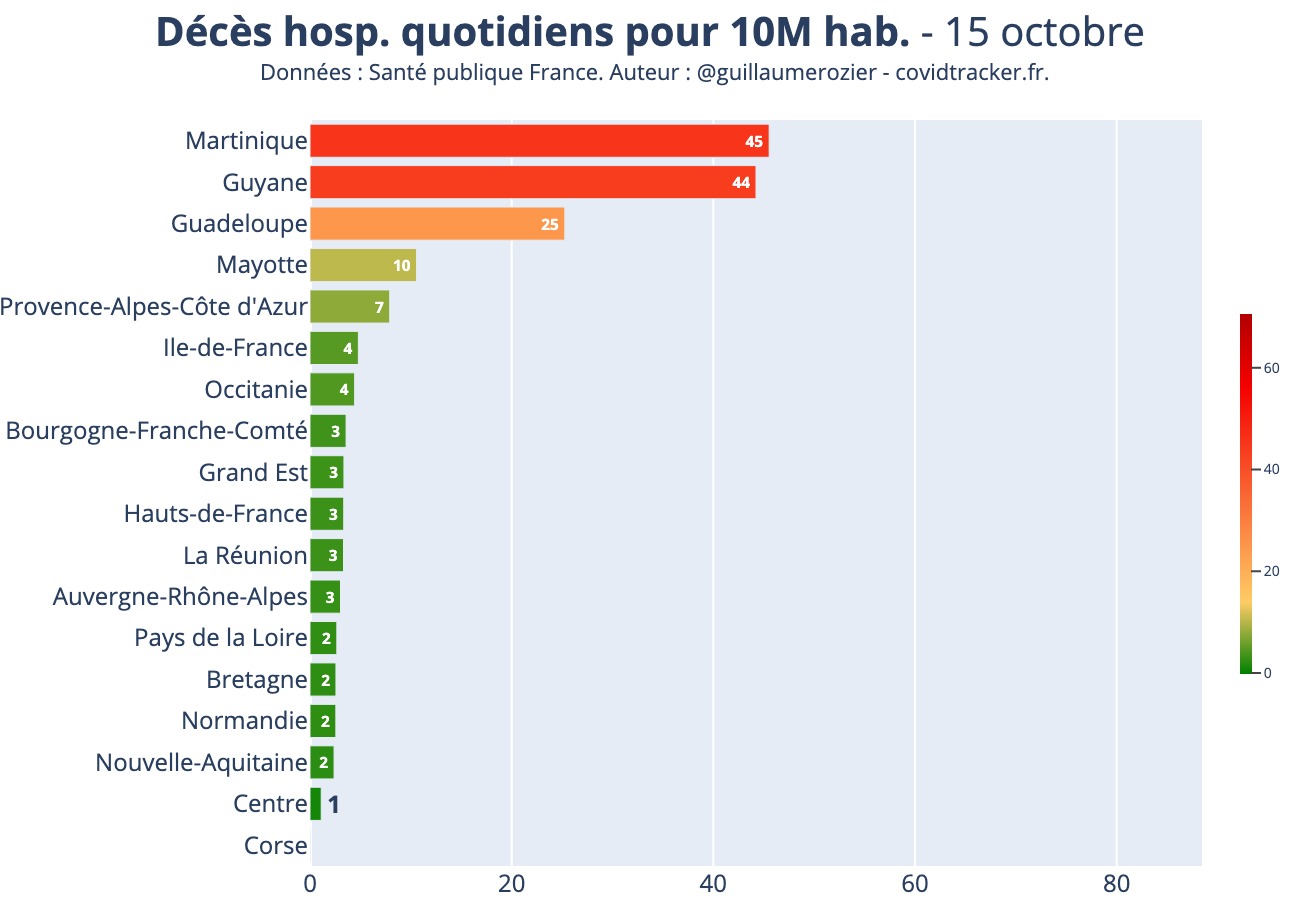 Décès hosp. quotidiens pour 10M hab. - 15 octobre
Données : Santé publique France. Auteur : @guillaumerozier - covidtracker.fr.
Martinique 45
Guyane 44
Guadeloupe 25
Mayotte 10
Provence-Alpes-Côte d'Azur 7
Ile-de-France 4
Occitanie 4
Bourgogne-Franche-Comté 3
Grand Est 3
Hauts-de-France 3
La Réunion 3
Auvergne-Rhône-Alpes 3
Pays de la Loire 2
Bretagne 2
Normandie 2
Nouvelle-Aquitaine 2
Centre 1
Corse
0 20 40 60 80
60
40
20
0